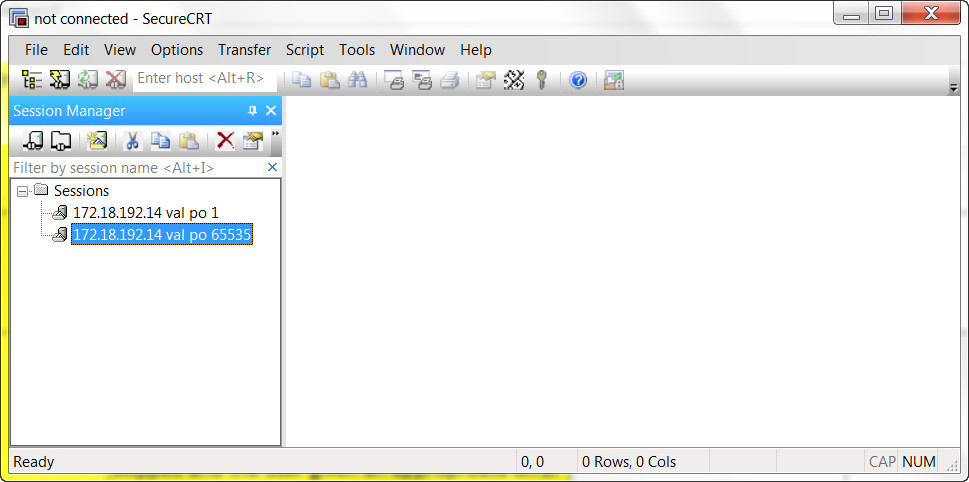 not connected - SecureCRT
File Edit View Options Transfer Script Tools Window Help
Enter host <Alt+R>
Session Manager
Filter by session name <Alt+I>
Sessions
172.18.192.14 val po 1
172.18.192.14 val po 65535
Ready 0, 0 0 Rows, 0 Cols CAP NUM